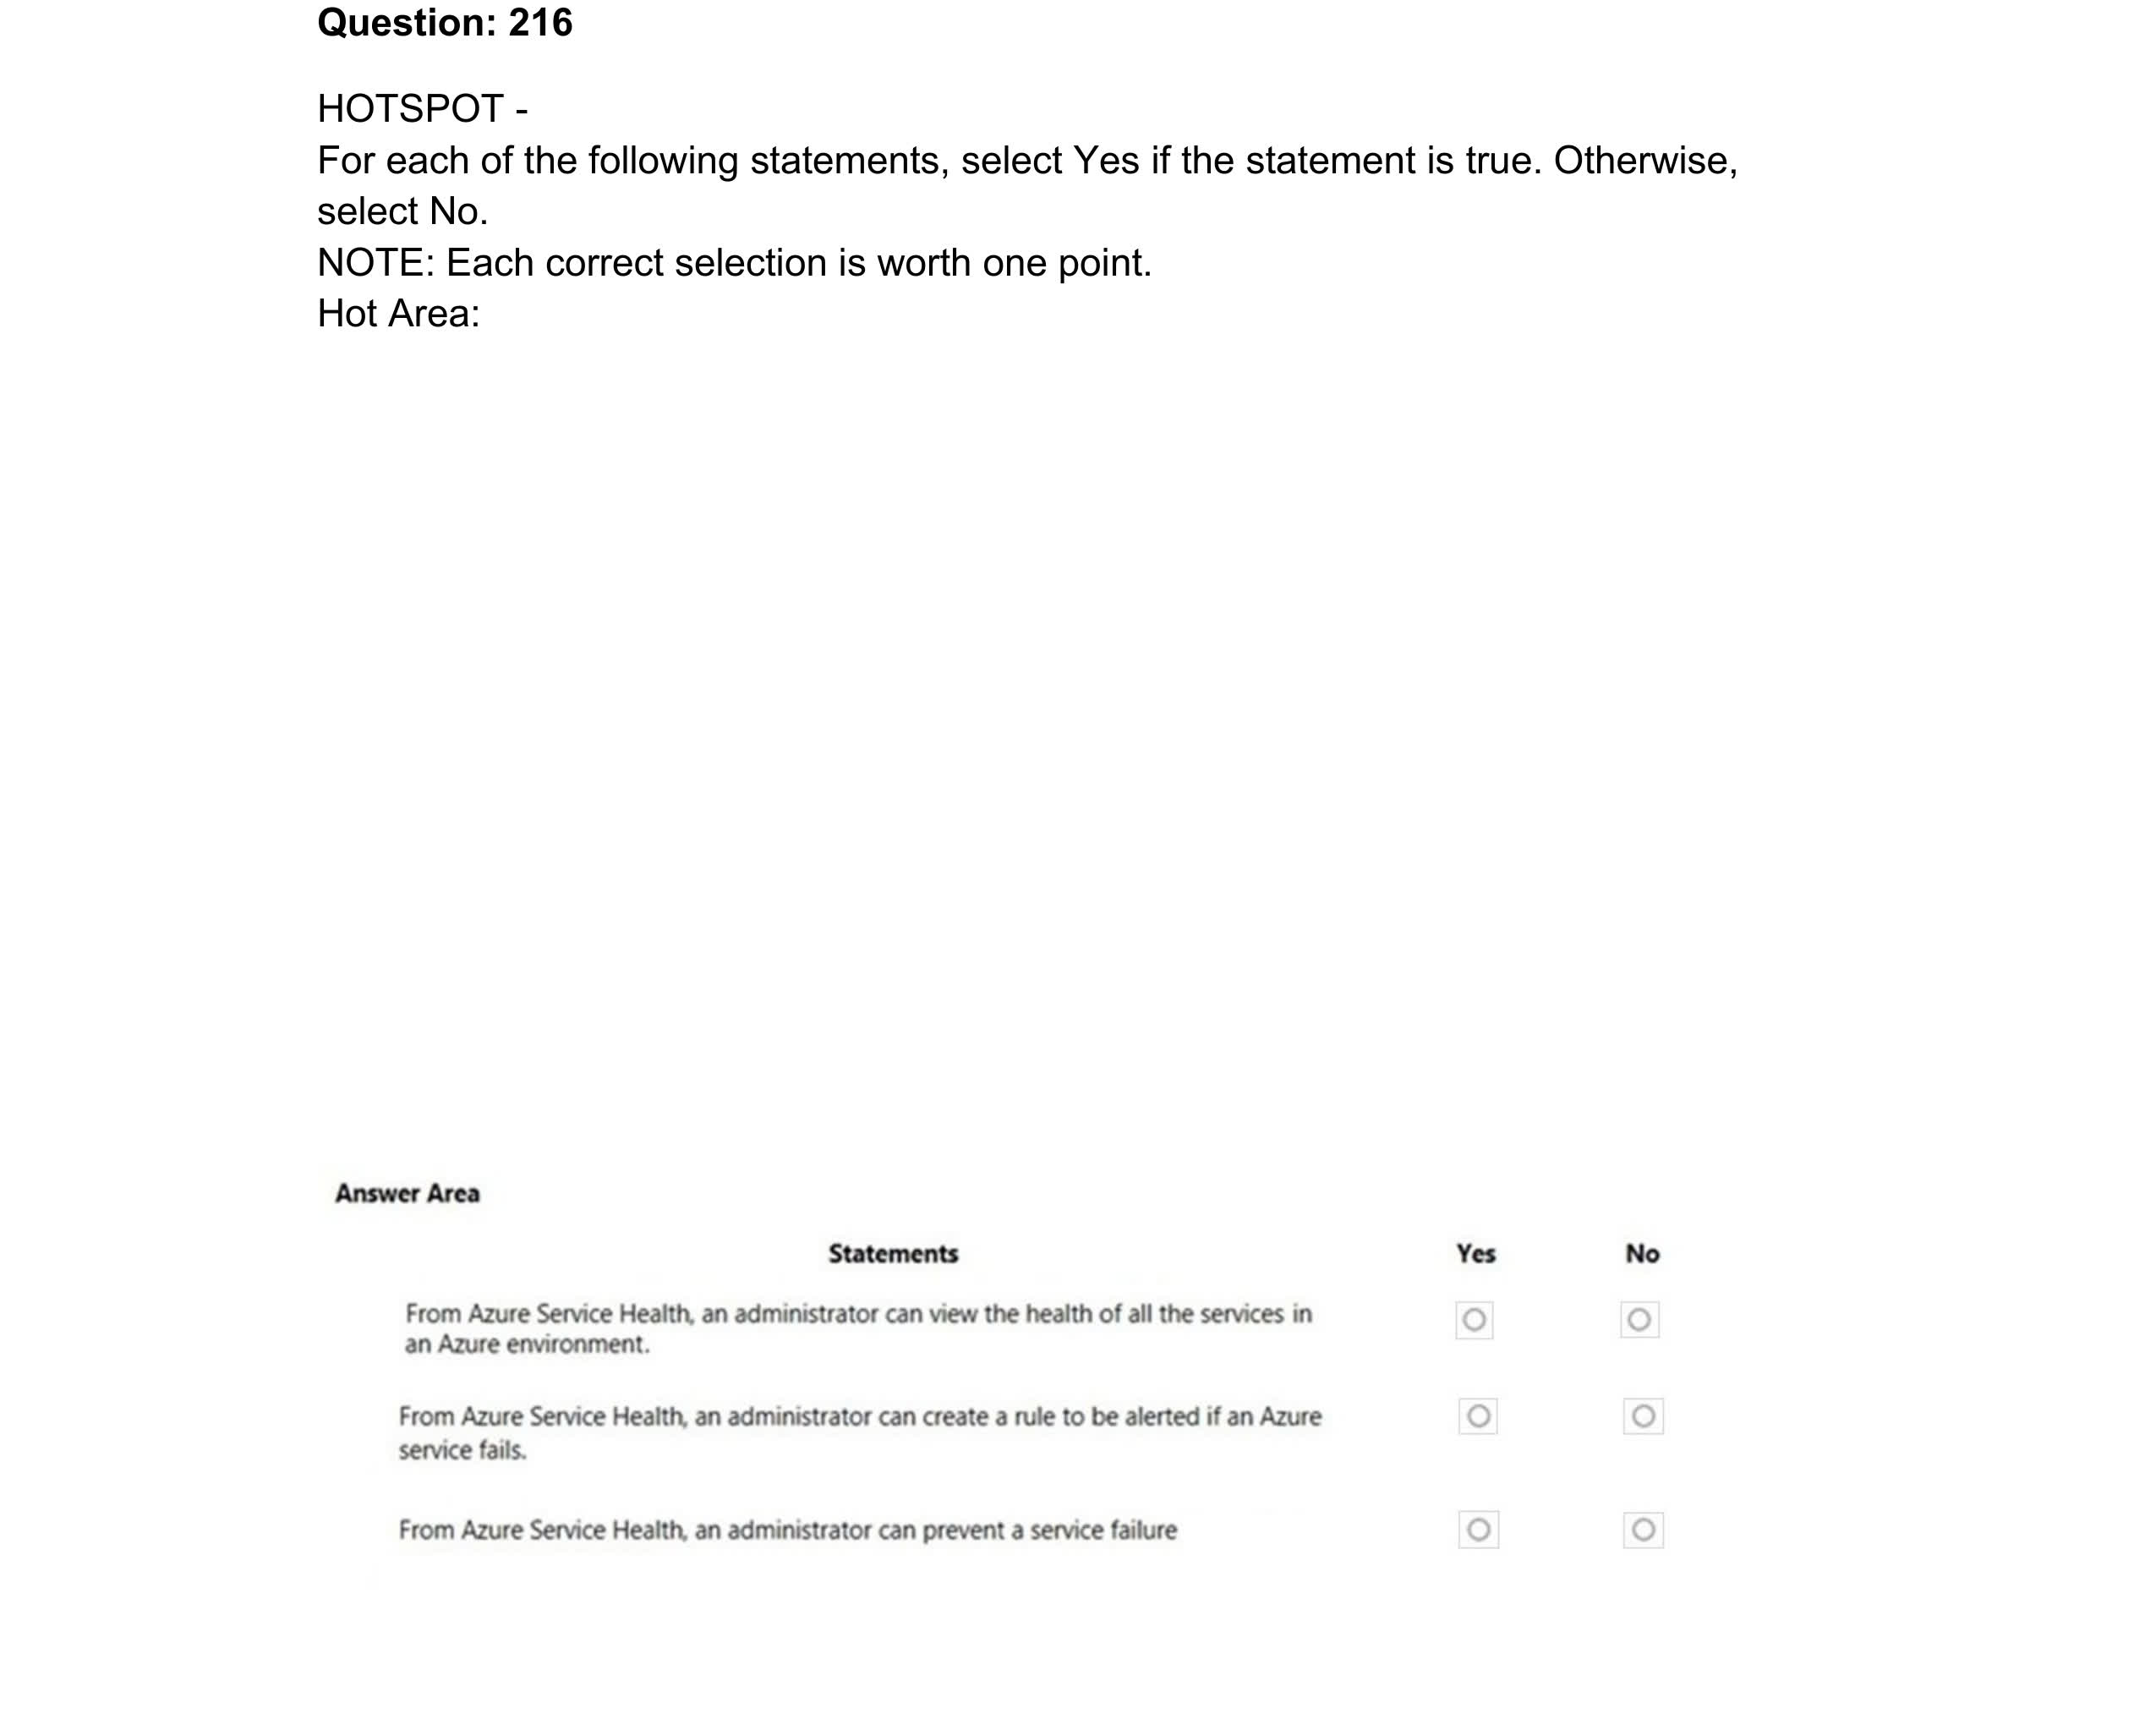 Question: 216
HOTSPOT -
For each of the following statements, select Yes if the statement is true. Otherwise,
select No.
NOTE: Each correct selection is worth one point.
Hot Area:
Answer Area
Statements Yes No
From Azure Service Health, an administrator can view the health of all the services in
an Azure environment.
From Azure Service Health, an administrator can create a rule to be alerted if an Azure
service fails.
From Azure Service Health, an administrator can prevent a service failure